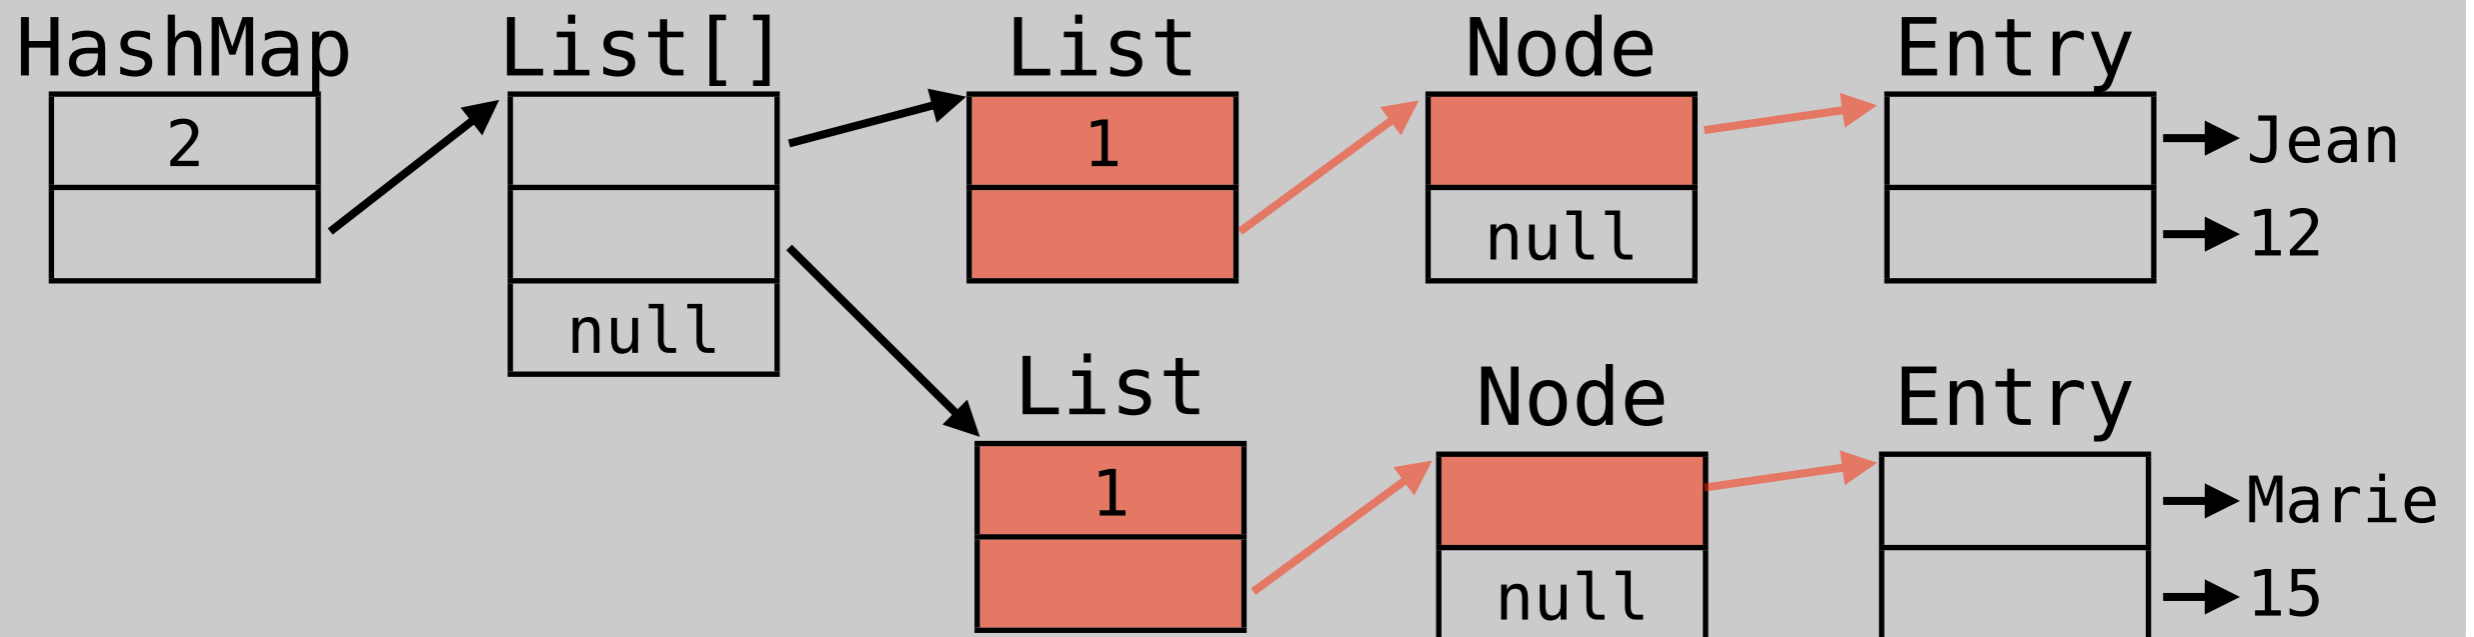 HashMap List[] List Node Entry
2 1 Jean
null 12
null
List Node Entry
1 Marie
null 15